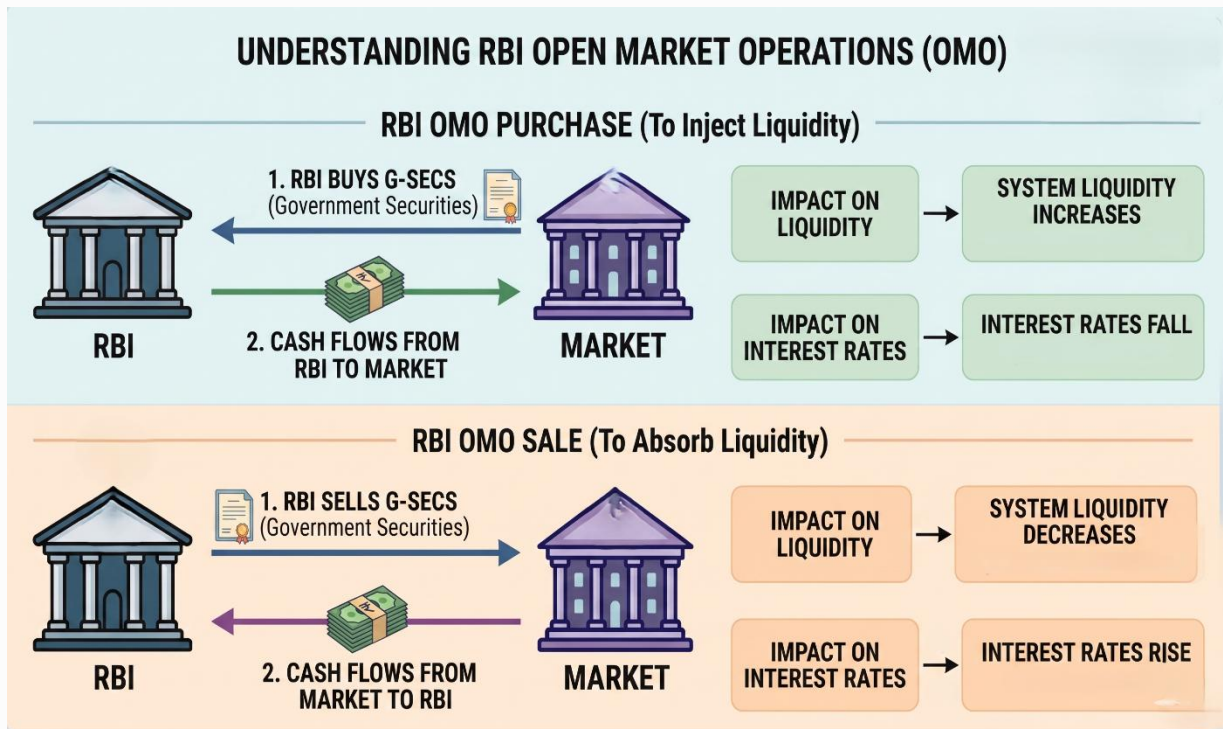 UNDERSTANDING RBI OPEN MARKET OPERATIONS (OMO)
RBI OMO PURCHASE (To Inject Liquidity)
1. RBI BUYS G-SECS
(Government Securities)
RBI
2. CASH FLOWS FROM
RBI TO MARKET
MARKET
IMPACT ON
LIQUIDITY
SYSTEM LIQUIDITY
INCREASES
IMPACT ON
INTEREST RATES
INTEREST RATES FALL
RBI OMO SALE (To Absorb Liquidity)
1. RBI SELLS G-SECS
(Government Securities)
RBI
2. CASH FLOWS FROM
MARKET TO RBI
MARKET
IMPACT ON
LIQUIDITY
SYSTEM LIQUIDITY
DECREASES
IMPACT ON
INTEREST RATES
INTEREST RATES RISE